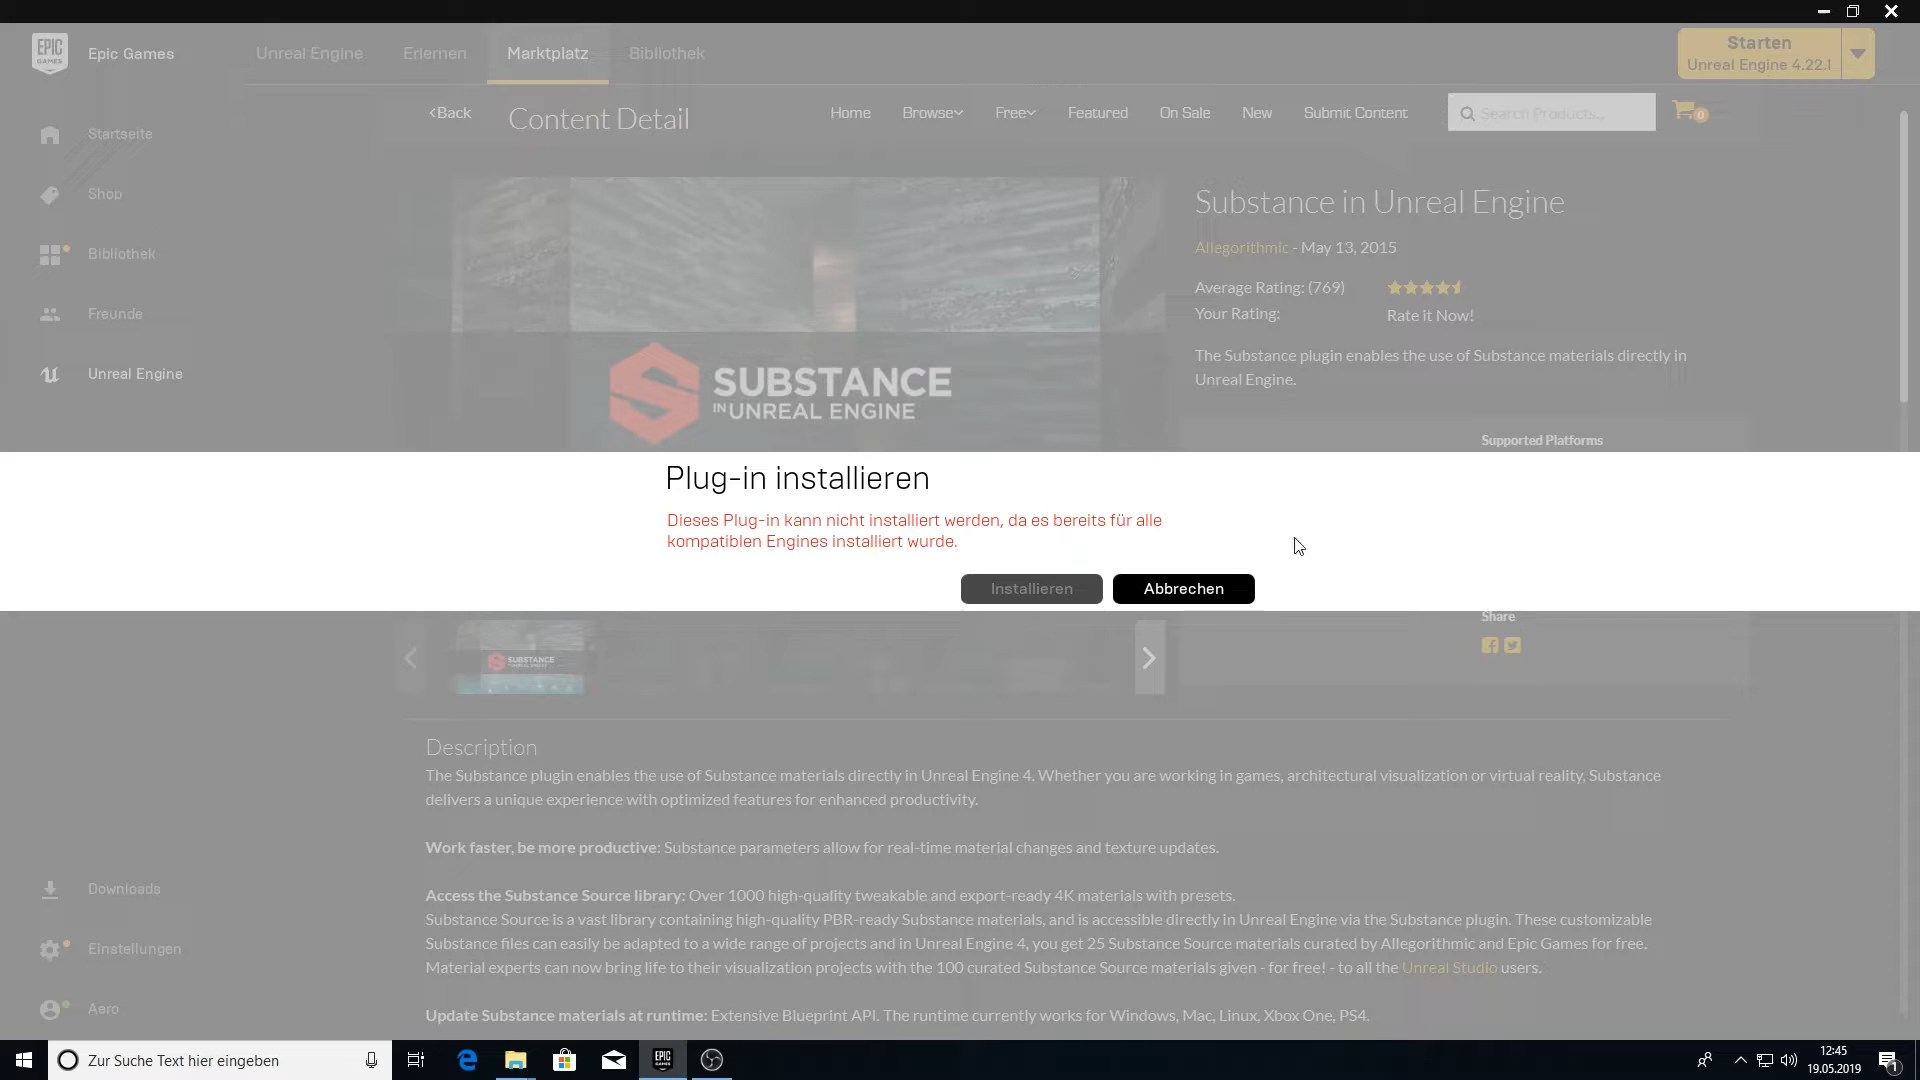 EPIC GAMES
Epic Games
Unreal Engine
Erlernen
Marktplatz
Bibliothek
Starten
Unreal Engine 4.22.1
Back
Content Detail
Home
Browse
Free
Featured
On Sale
New
Submit Content
Search Products...
0
Startseite
Shop
Bibliothek
Freunde
Unreal Engine
SUBSTANCE
IN UNREAL ENGINE
Substance in Unreal Engine
Allegorithmic - May 13, 2015
Average Rating: (769)
Your Rating:
Rate it Now!
The Substance plugin enables the use of Substance materials directly in
Unreal Engine.
Supported Platforms
Plug-in installieren
Dieses Plug-in kann nicht installiert werden, da es bereits für alle
kompatiblen Engines installiert wurde.
Installieren
Abbrechen
Share
SUBSTANCE
Description
The Substance plugin enables the use of Substance materials directly in Unreal Engine 4. Whether you are working in games, architectural visualization or virtual reality, Substance
delivers a unique experience with optimized features for enhanced productivity.
Work faster, be more productive: Substance parameters allow for real-time material changes and texture updates.
Access the Substance Source library: Over 1000 high-quality tweakable and export-ready 4K materials with presets.
Substance Source is a vast library containing high-quality PBR-ready Substance materials, and is accessible directly in Unreal Engine via the Substance plugin. These customizable
Substance files can easily be adapted to a wide range of projects and in Unreal Engine 4, you get 25 Substance Source materials curated by Allegorithmic and Epic Games for free.
Material experts can now bring life to their visualization projects with the 100 curated Substance Source materials given - for free! - to all the Unreal Studio users.
Update Substance materials at runtime: Extensive Blueprint API. The runtime currently works for Windows, Mac, Linux, Xbox One, PS4.
Downloads
Einstellungen
Aero
Zur Suche Text hier eingeben
EPIC GAMES
12:45
19.05.2019
1